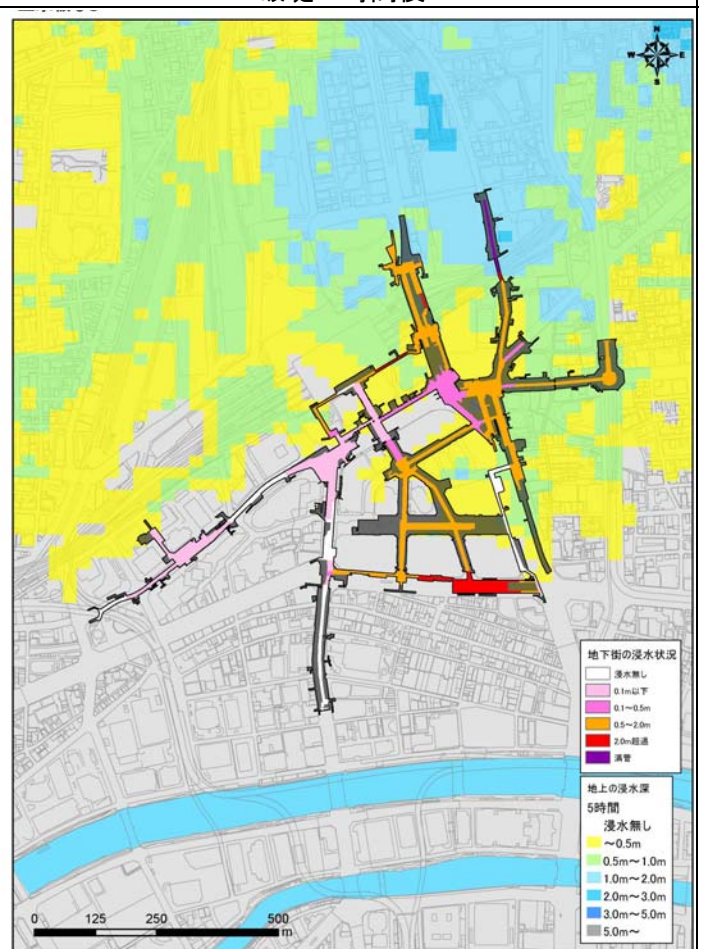 N
W E
S
地下街の浸水状況
浸水無し
0.1m以下
0.1～0.5m
0.5～2.0m
2.0m超過
満管
地上の浸水深
5時間
浸水無し
～0.5m
0.5m～1.0m
1.0m～2.0m
2.0m～3.0m
3.0m～5.0m
5.0m～
0 125 250 500
m